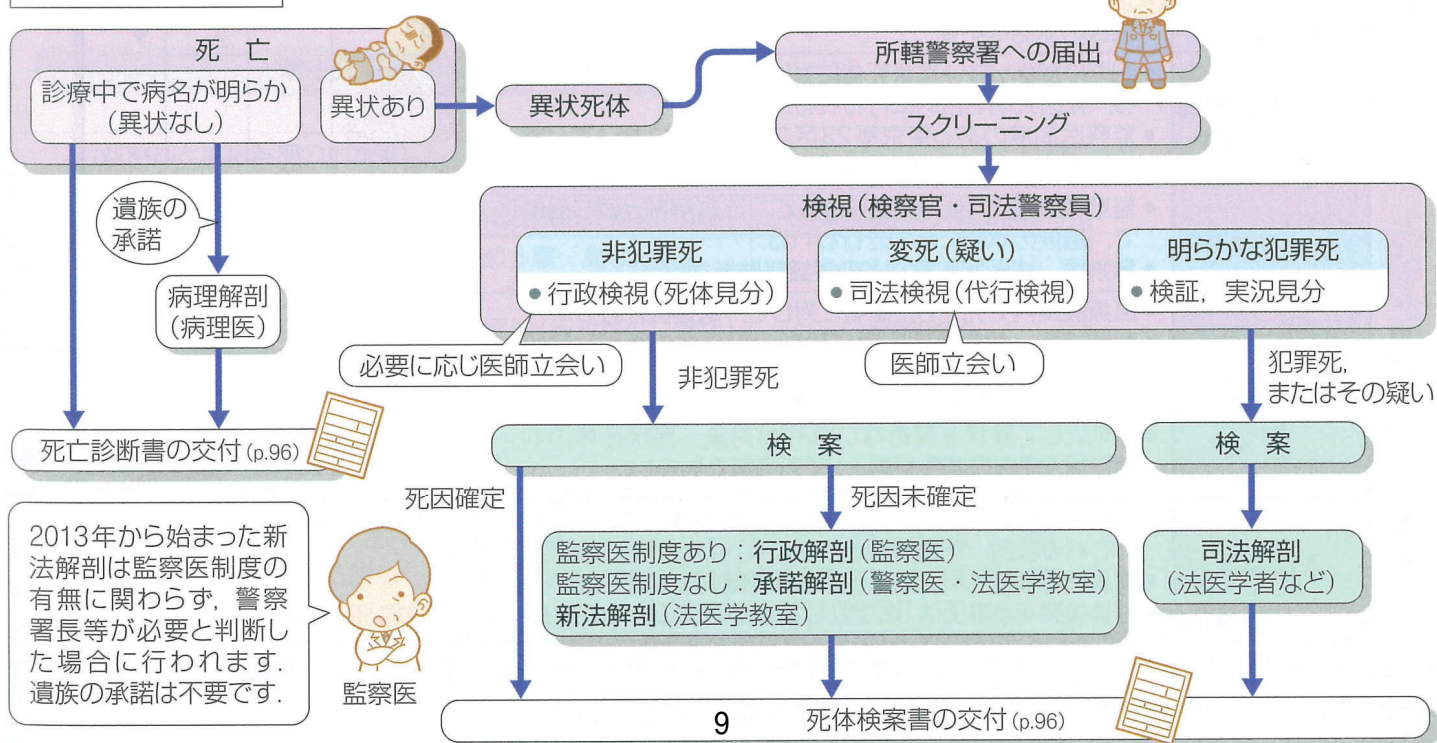 死 亡
診療中で病名が明らか
(異状なし)
異状あり
異状死体
所轄警察署への届出
スクリーニング
遺族の
承諾
病理解剖
(病理医)
検視(検察官・司法警察員)
非犯罪死
● 行政検視(死体見分)
変死(疑い)
● 司法検視(代行検視)
明らかな犯罪死
● 検証,実況見分
必要に応じ医師立会い
非犯罪死
医師立会い
犯罪死,
またはその疑い
死亡診断書の交付(p.96)
検 案
検 案
死因確定
死因未確定
2013年から始まった新
法解剖は監察医制度の
有無に関わらず,警察
署長等が必要と判断し
た場合に行われます.
遺族の承諾は不要です.
監察医
監察医制度あり:行政解剖(監察医)
監察医制度なし:承諾解剖(警察医・法医学教室)
新法解剖(法医学教室)
司法解剖
(法医学者など)
9
死体検案書の交付(p.96)